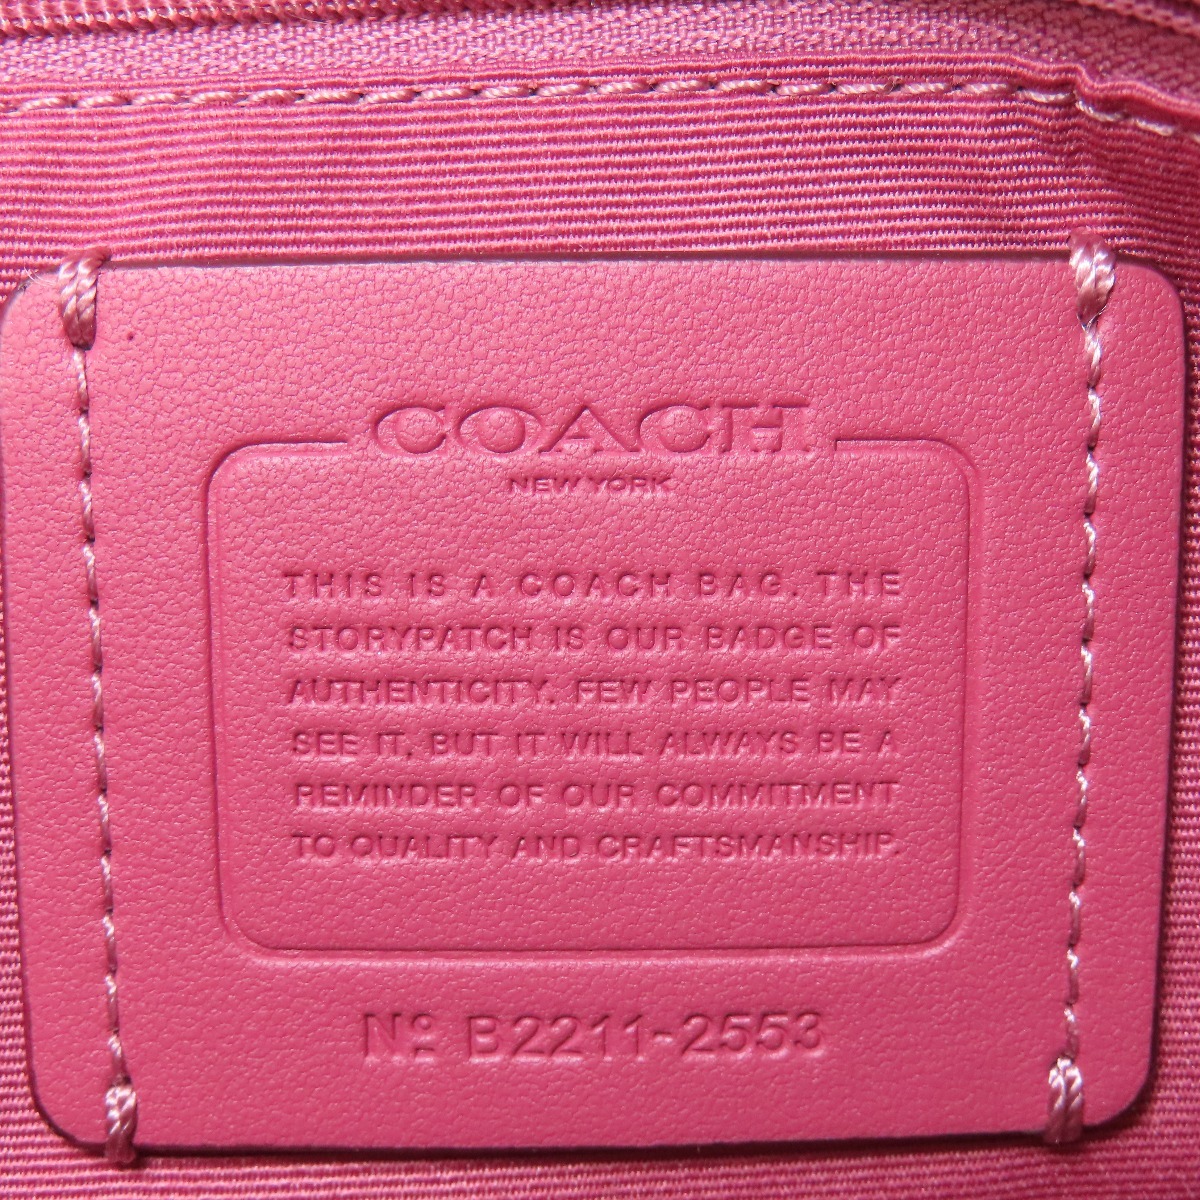 COACH
NEW YORK
THIS IS A COACH BAG. THE
STORYPATCH IS OUR BADGE OF
AUTHENTICITY. FEW PEOPLE MAY
SEE IT, BUT IT WILL ALWAYS BE A
REMINDER OF OUR COMMITMENT
TO QUALITY AND CRAFTSMANSHIP.
Nº B2211-2553